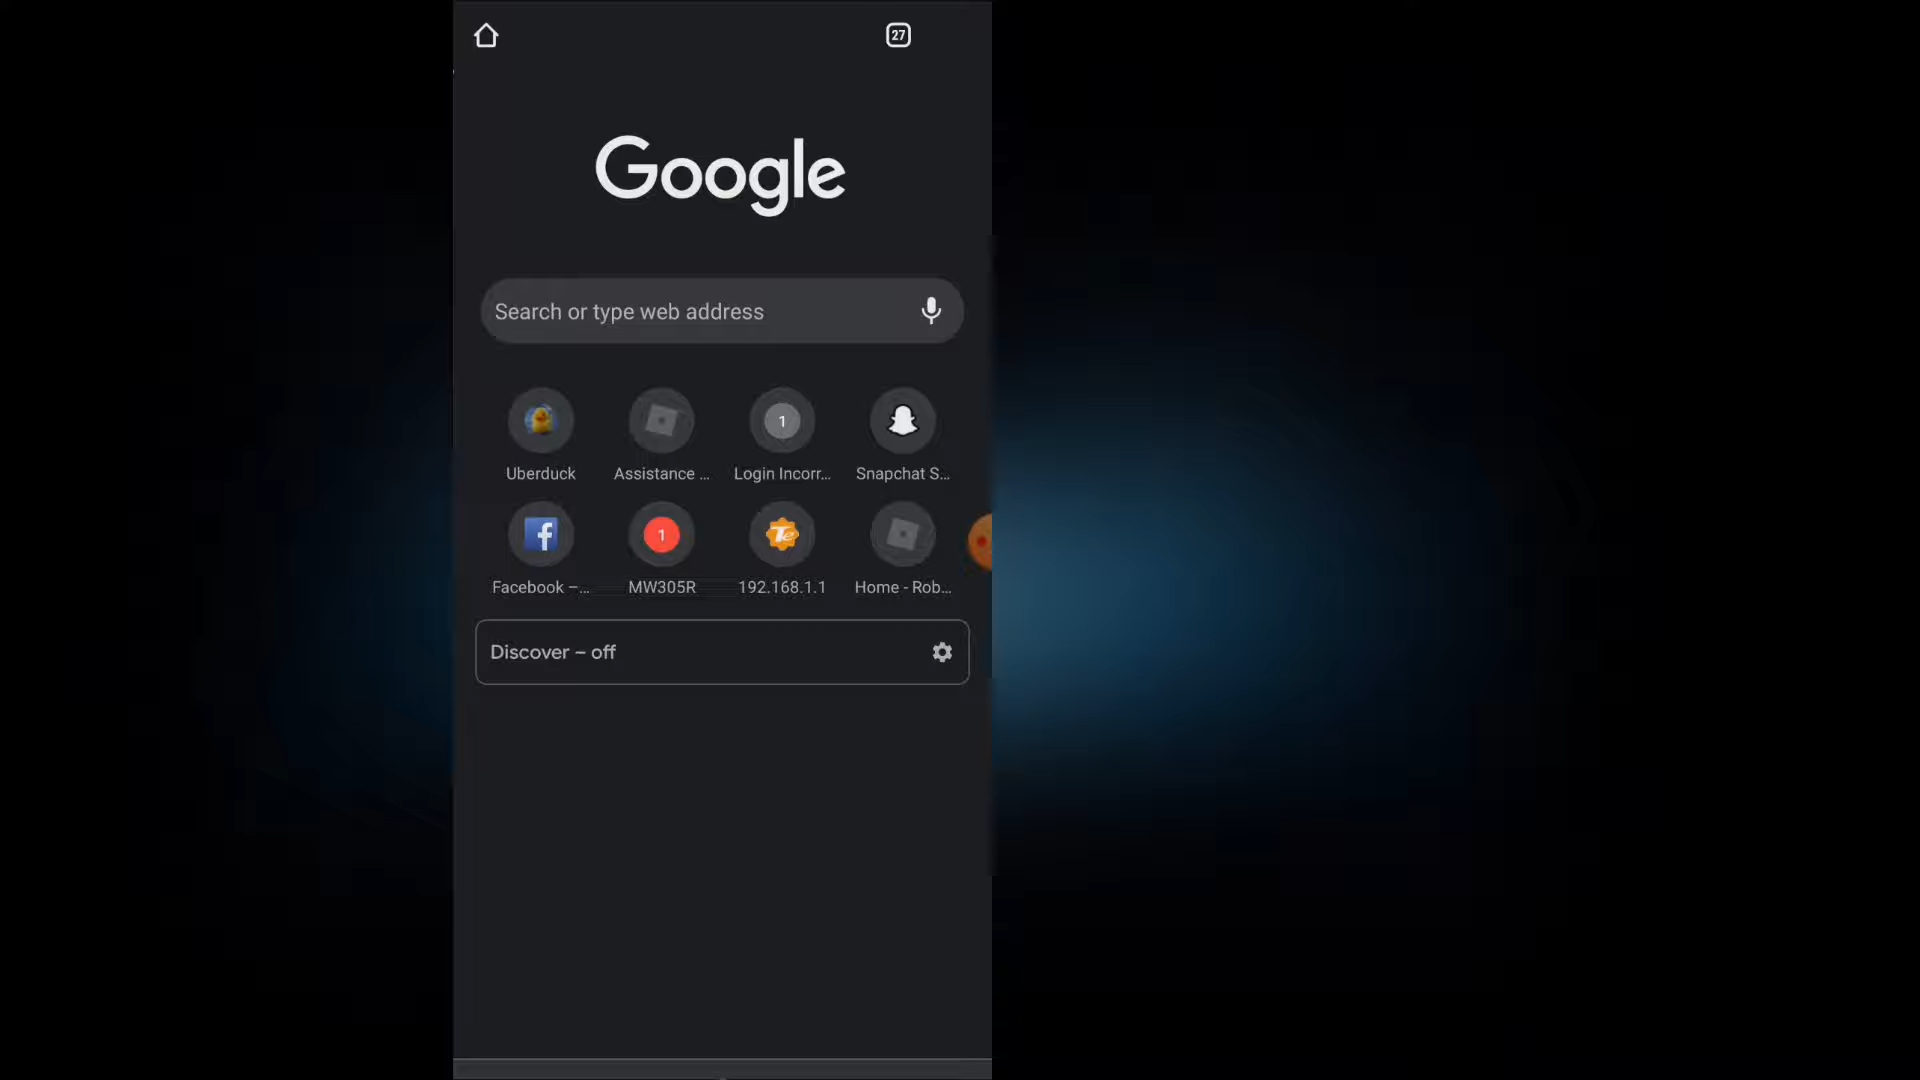 27
Google
Search or type web address
1
Uberduck Assistance ... Login Incorr... Snapchat S...
f 1 Te
Facebook –... MW305R 192.168.1.1 Home - Rob...
Discover – off